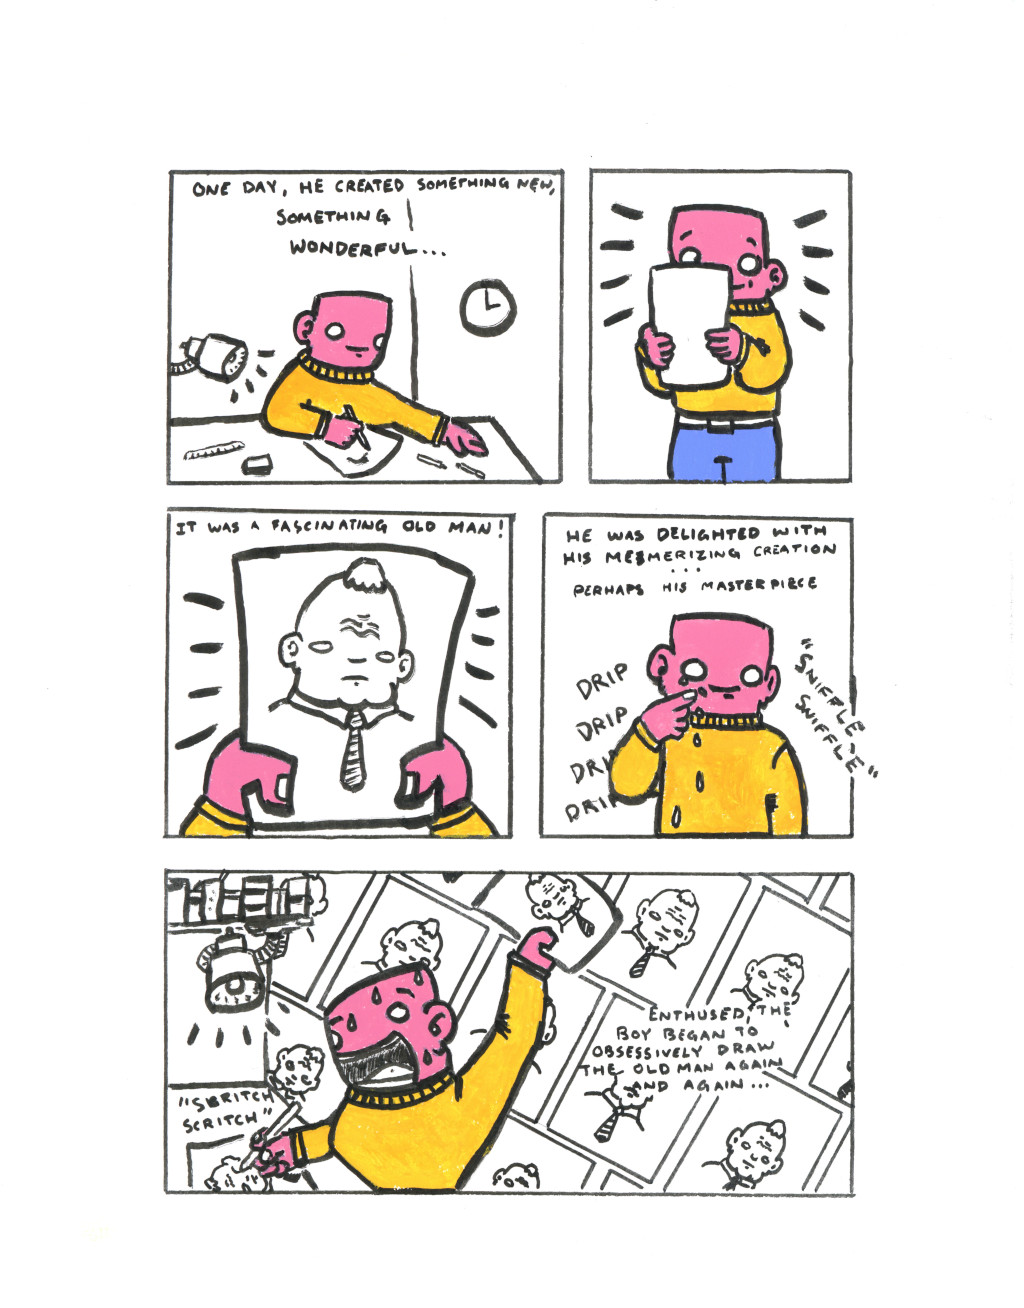 ONE DAY, HE CREATED SOMETHING NEW,
SOMETHING
WONDERFUL...
IT WAS A FASCINATING OLD MAN!
HE WAS DELIGHTED WITH
HIS MESMERIZING CREATION
...
PERHAPS HIS MASTERPIECE
DRIP
DRIP
DRIP
DRIP
"SNIFFLE,
SNIFFLE"
ENTHUSED, THE
BOY BEGAN TO
OBSESSIVELY DRAW
THE OLD MAN AGAIN
AND AGAIN...
"SCRITCH
SCRITCH"